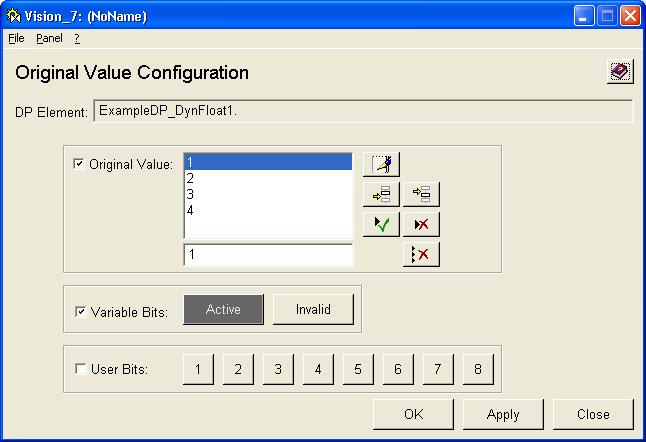 Vision_7: (NoName)
File Panel ?
Original Value Configuration
DP Element: ExampleDP_DynFloat1.
Original Value:
1
2
3
4
1
Variable Bits: Active Invalid
User Bits: 1 2 3 4 5 6 7 8
OK Apply Close